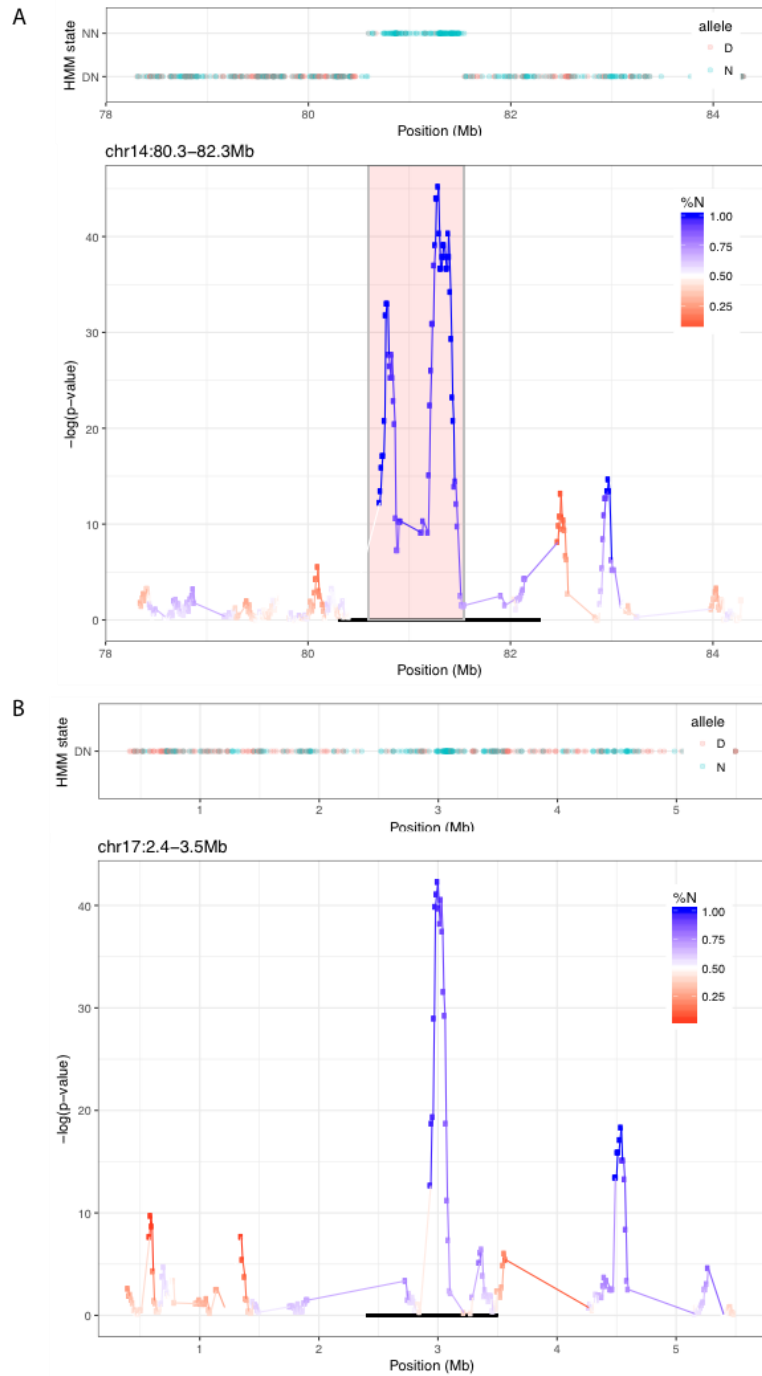 A
HMM state
NN
DN
allele
D
N
78 80 82 84
Position (Mb)
chr14:80.3–82.3Mb
−log(p−value)
40
30
20
10
0
%N
1.00
0.75
0.50
0.25
78 80 82 84
Position (Mb)
B
HMM state
DN
allele
D
N
1 2 3 4 5
Position (Mb)
chr17:2.4–3.5Mb
−log(p−value)
40
30
20
10
0
%N
1.00
0.75
0.50
0.25
1 2 3 4 5
Position (Mb)